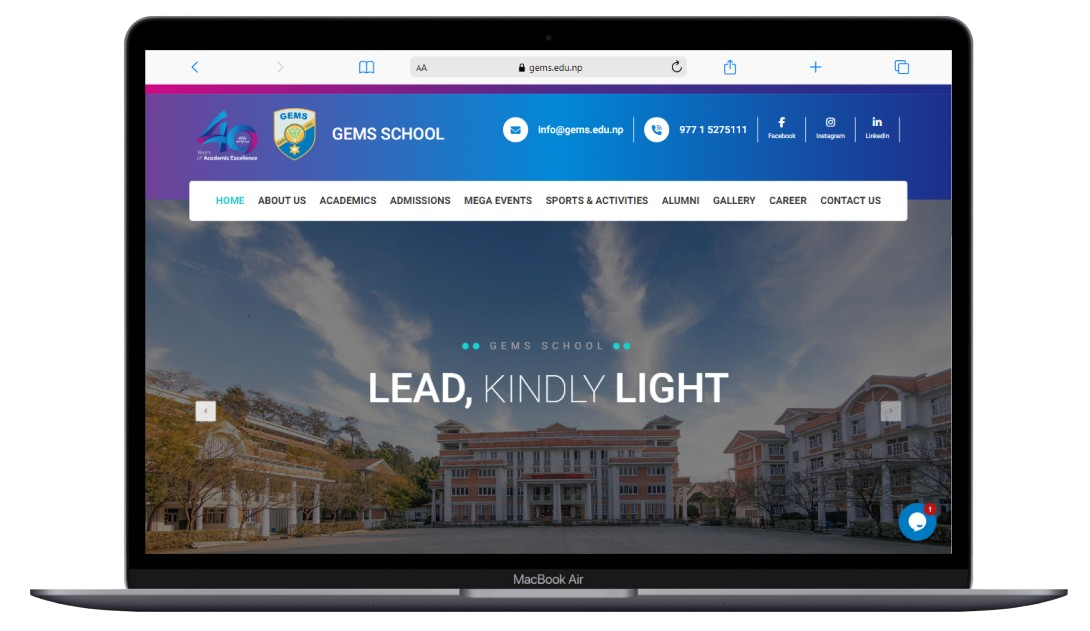 AA
gems.edu.np
40
Years
of Academic Excellence
GEMS
GEMS SCHOOL
info@gems.edu.np
977 1 5275111
Facebook
Instagram
LinkedIn
HOME ABOUT US ACADEMICS ADMISSIONS MEGA EVENTS SPORTS & ACTIVITIES ALUMNI GALLERY CAREER CONTACT US
GEMS SCHOOL
LEAD, KINDLY LIGHT
1
MacBook Air